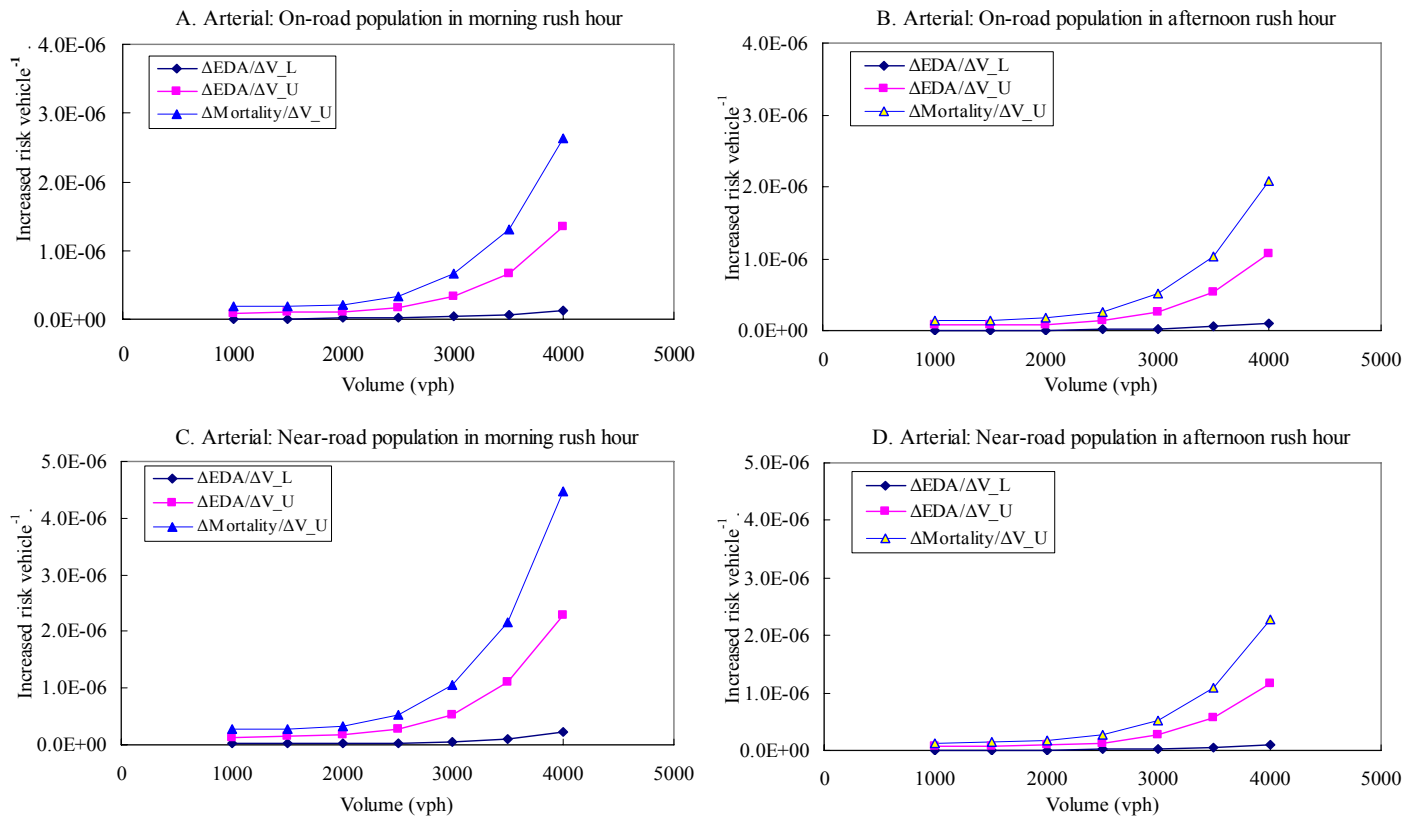 A. Arterial: On-road population in morning rush hour
Increased risk vehicle⁻¹.
4.0E-06
3.0E-06
2.0E-06
1.0E-06
0.0E+00
ΔEDA/ΔV_L
ΔEDA/ΔV_U
ΔMortality/ΔV_U
0 1000 2000 3000 4000 5000
Volume (vph)
B. Arterial: On-road population in afternoon rush hour
Increased risk vehicle⁻¹.
4.0E-06
3.0E-06
2.0E-06
1.0E-06
0.0E+00
ΔEDA/ΔV_L
ΔEDA/ΔV_U
ΔMortality/ΔV_U
0 1000 2000 3000 4000 5000
Volume (vph)
C. Arterial: Near-road population in morning rush hour
Increased risk vehicle⁻¹.
5.0E-06
4.0E-06
3.0E-06
2.0E-06
1.0E-06
0.0E+00
ΔEDA/ΔV_L
ΔEDA/ΔV_U
ΔMortality/ΔV_U
0 1000 2000 3000 4000 5000
Volume (vph)
D. Arterial: Near-road population in afternoon rush hour
Increased risk vehicle⁻¹.
5.0E-06
4.0E-06
3.0E-06
2.0E-06
1.0E-06
0.0E+00
ΔEDA/ΔV_L
ΔEDA/ΔV_U
ΔMortality/ΔV_U
0 1000 2000 3000 4000 5000
Volume (vph)